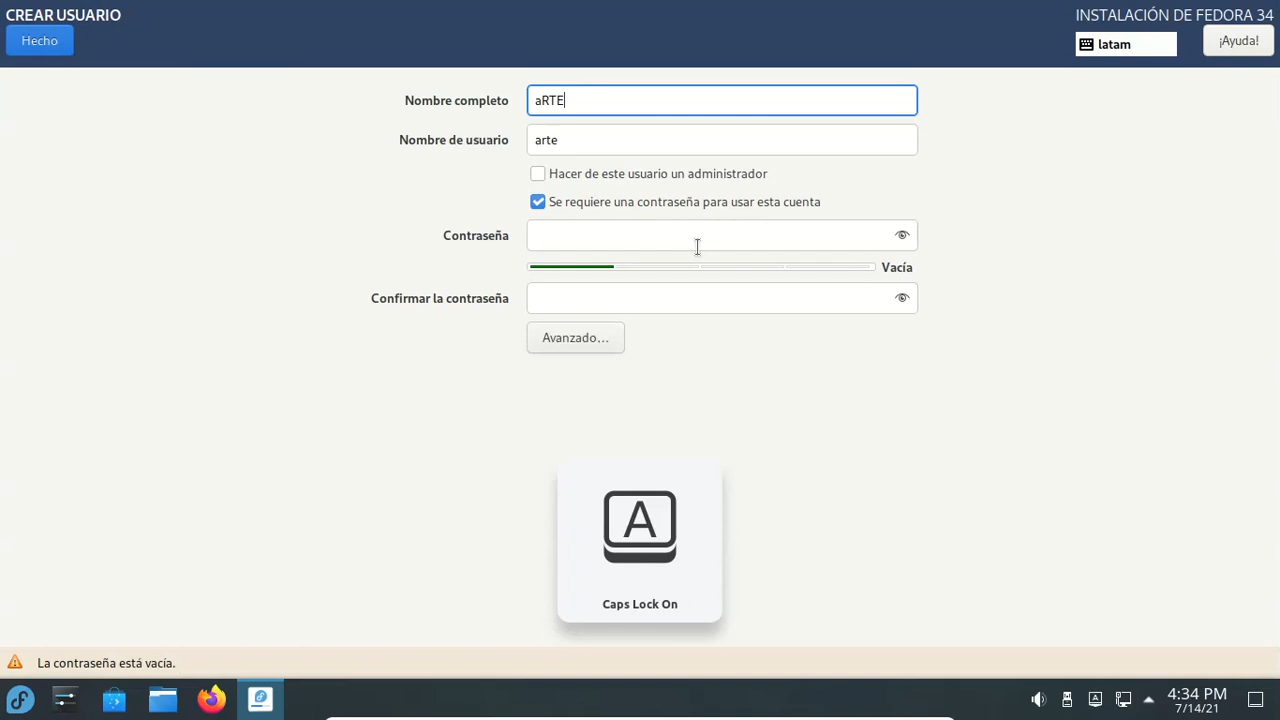 CREAR USUARIO
INSTALACIÓN DE FEDORA 34
Hecho
latam
¡Ayuda!
Nombre completo
aRTE
Nombre de usuario
arte
Hacer de este usuario un administrador
Se requiere una contraseña para usar esta cuenta
Contraseña
Vacía
Confirmar la contraseña
Avanzado...
A
Caps Lock On
La contraseña está vacía.
4:34 PM
7/14/21